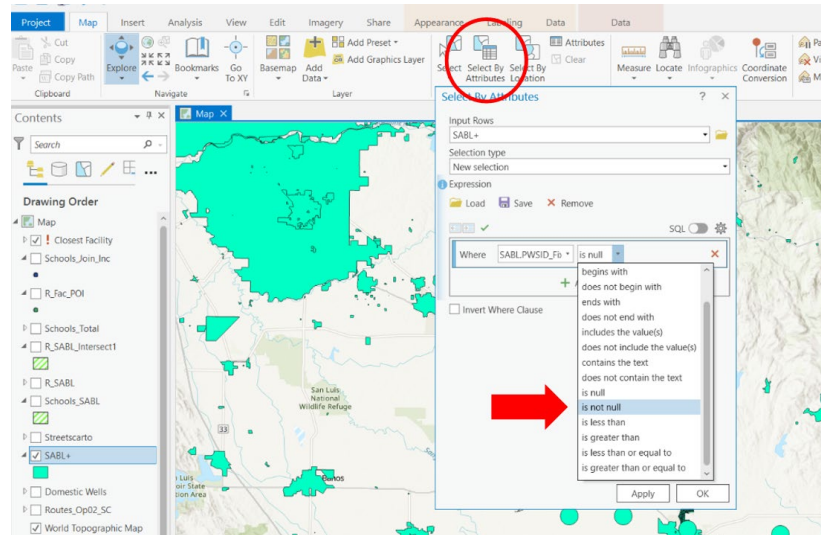 Project Map Insert Analysis View Edit Imagery Share Appearance Labeling Data Data
Cut
Copy
Paste
Copy Path
Clipboard
Explore
Bookmarks
Go
To XY
Navigate
Basemap
Add
Data
Add Preset
Add Graphics Layer
Layer
Select
Select By
Attributes
Select By
Location
Attributes
Clear
Measure
Locate
Infographics
Coordinate
Conversion
Contents
Search
Drawing Order
Map
Closest Facility
Schools_Join_Inc
R_Fac_POI
Schools_Total
R_SABL_Intersect1
R_SABL
Schools_SABL
Streetscarto
SABL+
Domestic Wells
Routes_Op02_SC
World Topographic Map
Map
San Luis
National
Wildlife Refuge
33
Select By Attributes
Input Rows
SABL+
Selection type
New selection
Expression
Load Save Remove
SQL
Where SABL.PWSID_Fi is null
begins with
does not begin with
ends with
does not end with
includes the value(s)
does not include the value(s)
contains the text
does not contain the text
is null
is not null
is less than
is greater than
is less than or equal to
is greater than or equal to
Invert Where Clause
Apply OK